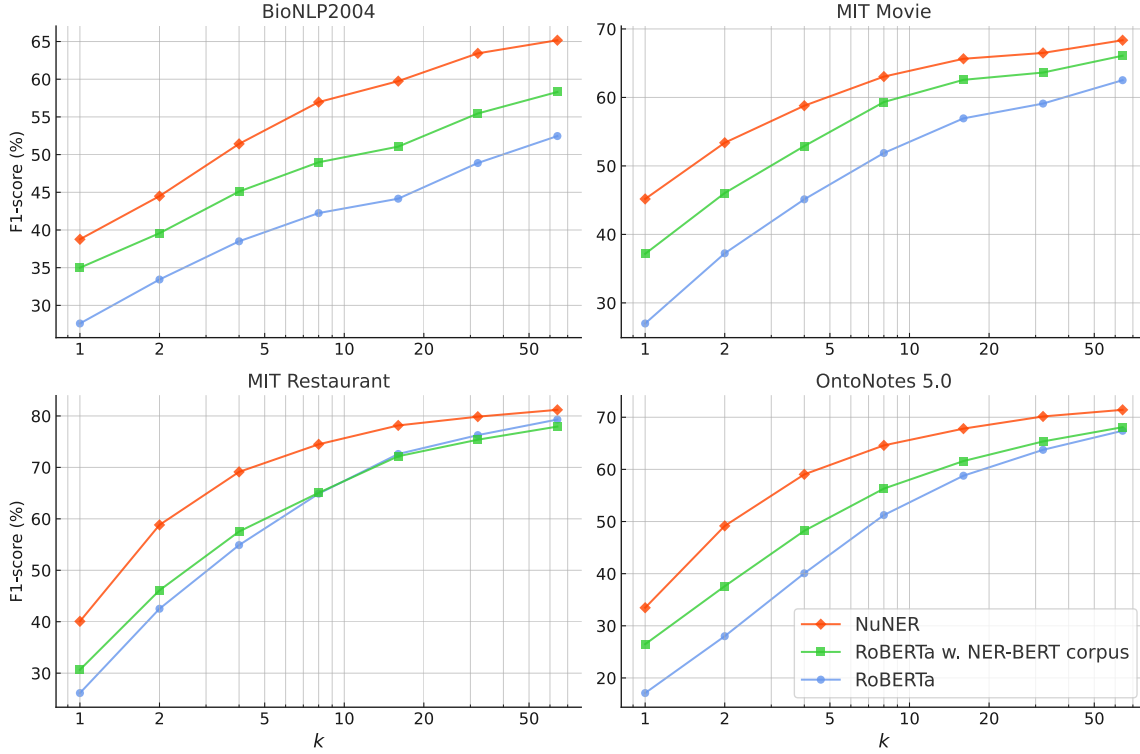 BioNLP2004
F1-score (%)
65
60
55
50
45
40
35
30
1 2 5 10 20 50
MIT Movie
70
60
50
40
30
1 2 5 10 20 50
MIT Restaurant
F1-score (%)
80
70
60
50
40
30
1 2 5 10 20 50
k
OntoNotes 5.0
70
60
50
40
30
20
NuNER
RoBERTa w. NER-BERT corpus
RoBERTa
1 2 5 10 20 50
k